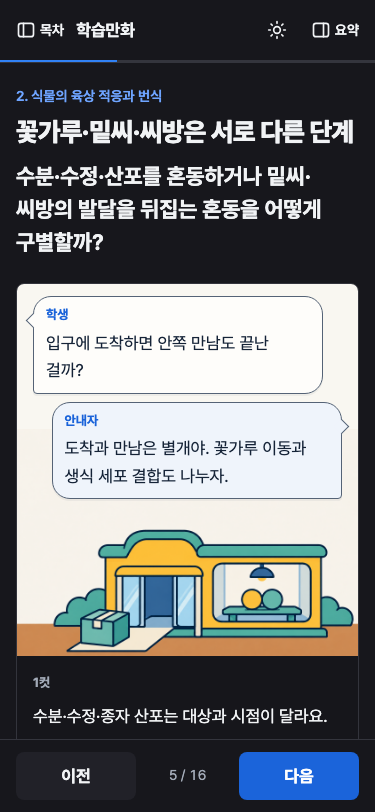 목차 학습만화 요약
2. 식물의 육상 적응과 번식
꽃가루·밑씨·씨방은 서로 다른 단계
수분·수정·산포를 혼동하거나 밑씨·
씨방의 발달을 뒤집는 혼동을 어떻게
구별할까?
학생
입구에 도착하면 안쪽 만남도 끝난
걸까?
안내자
도착과 만남은 별개야. 꽃가루 이동과
생식 세포 결합도 나누자.
1컷
수분·수정·종자 산포는 대상과 시점이 달라요.
이전 5 / 16 다음